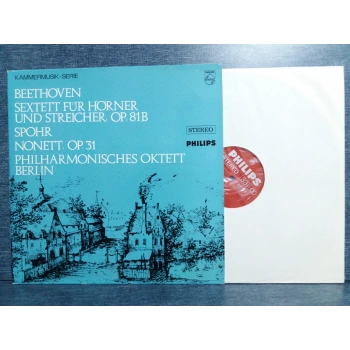 KAMMERMUSIK-SERIE
BEETHOVEN
SEXTETT FÜR HÖRNER
UND STREICHER, OP. 81B
SPOHR
NONETT, OP 31
PHILHARMONISCHES OKTETT
BERLIN
STEREO
PHILIPS
PHILIPS